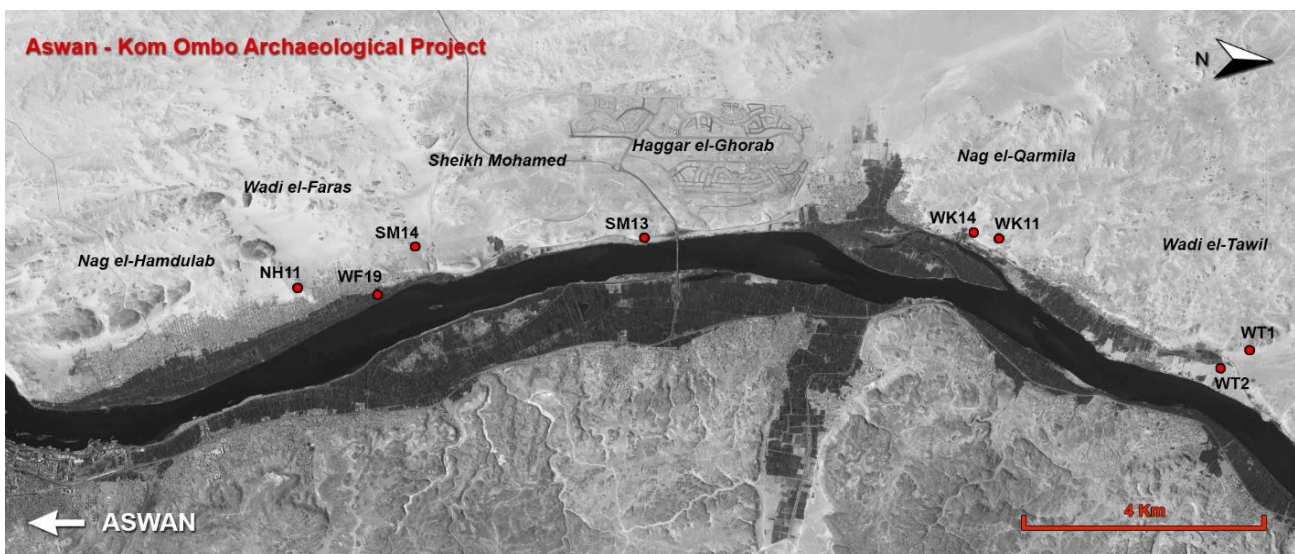 Aswan - Kom Ombo Archaeological Project
N
Haggar el-Ghorab
Sheikh Mohamed
Nag el-Qarmila
Wadi el-Faras
WK14
WK11
SM13
SM14
Wadi el-Tawil
Nag el-Hamdulab
NH11
WF19
WT1
WT2
4 Km
ASWAN